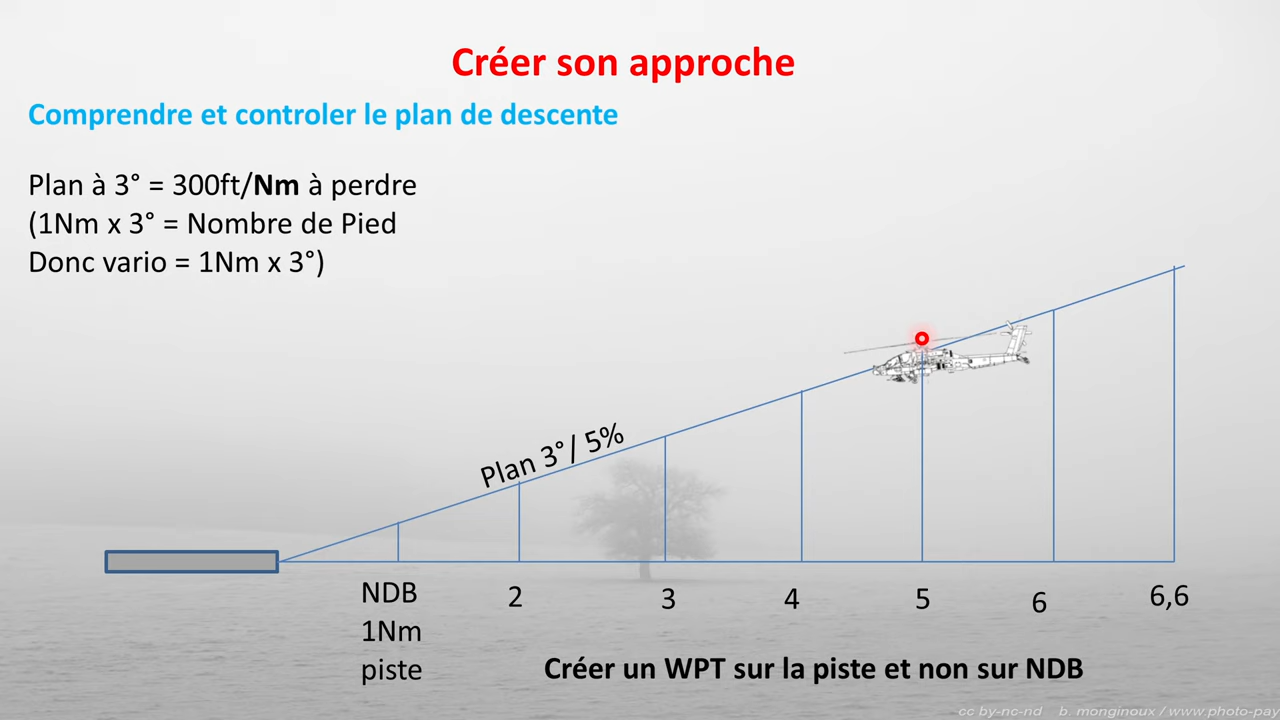 Créer son approche
Comprendre et controler le plan de descente
Plan à 3° = 300ft/Nm à perdre
(1Nm x 3° = Nombre de Pied
Donc vario = 1Nm x 3°)
Plan 3°/ 5%
NDB
1Nm
piste
2
3
4
5
6
6,6
Créer un WPT sur la piste et non sur NDB
cc by-nc-nd b. monginoux / www photo-pay